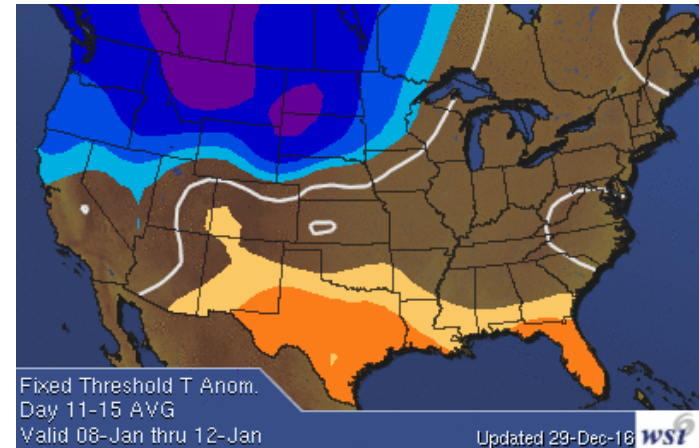 Fixed Threshold T Anom.
Day 11-15 AVG
Valid 08-Jan thru 12-Jan
Updated 29-Dec-16
wsi